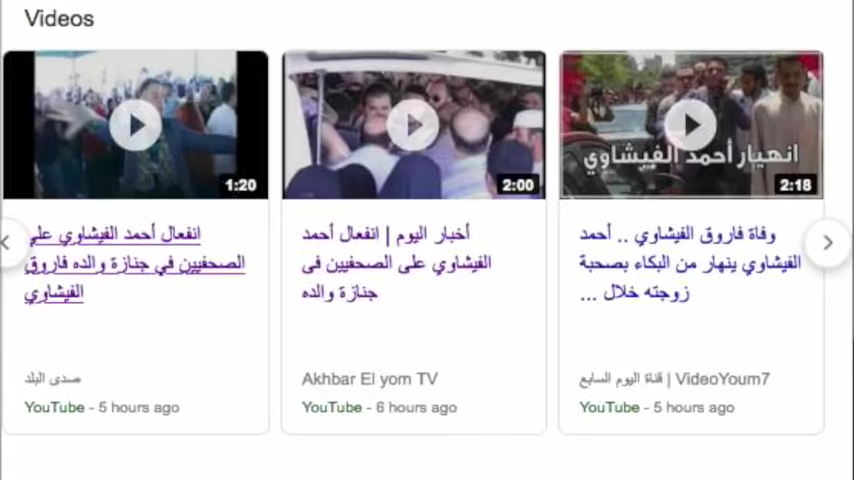 Videos
1:20
انفعال أحمد الفيشاوي علي
الصحفيين في جنازة والده فاروق
الفيشاوي
صدى البلد
YouTube - 5 hours ago
2:00
أخبار اليوم | انفعال أحمد
الفيشاوي على الصحفيين فى
جنازة والده
Akhbar El yom TV
YouTube - 6 hours ago
انهيار أحمد الفيشاوي
2:18
وفاة فاروق الفيشاوي .. أحمد
الفيشاوي ينهار من البكاء بصحبة
زوجته خلال ...
VideoYoum7 | قناة اليوم السابع
YouTube - 5 hours ago